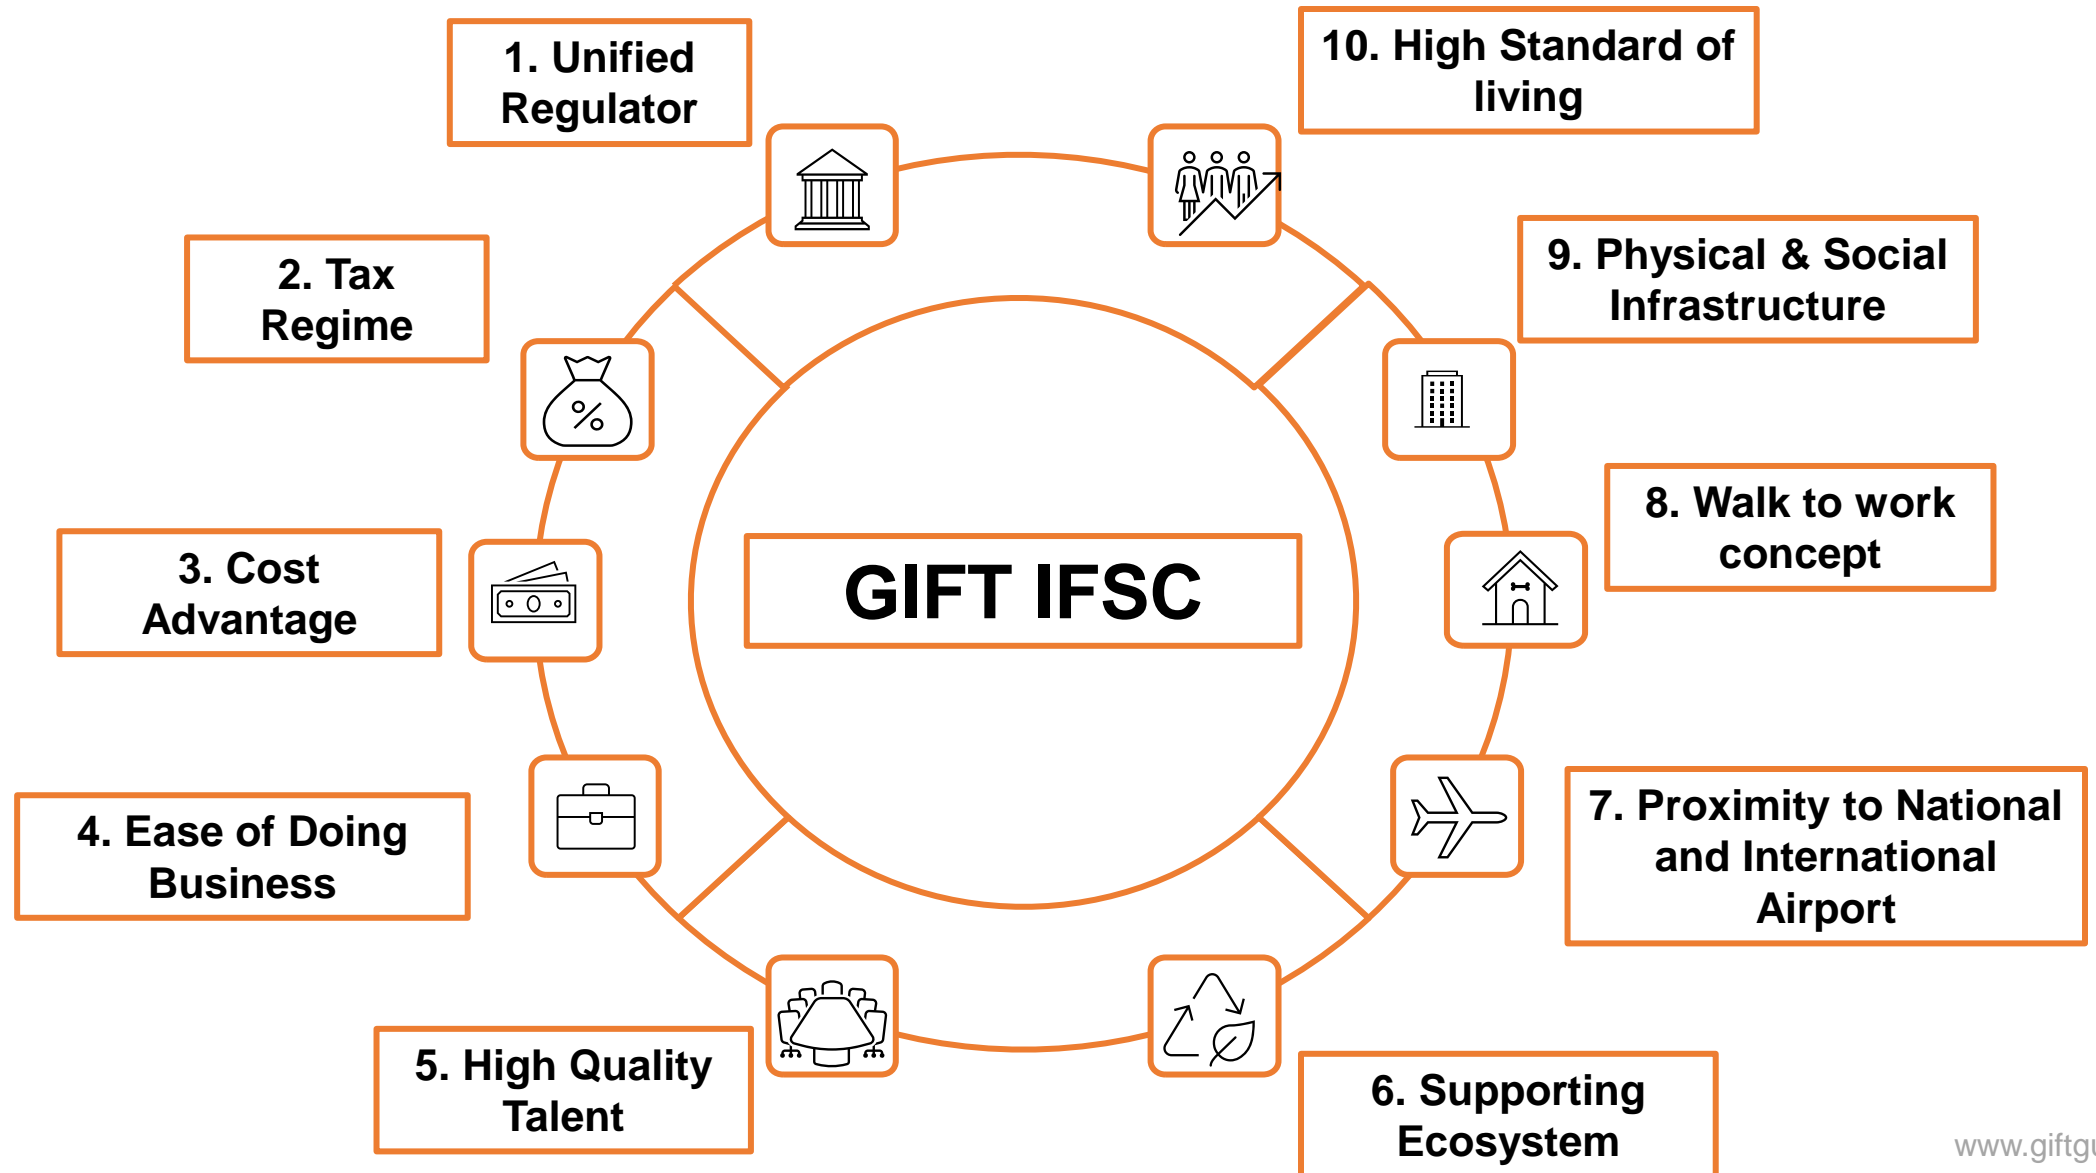 1. Unified
Regulator
2. Tax
Regime
3. Cost
Advantage
4. Ease of Doing
Business
5. High Quality
Talent
6. Supporting
Ecosystem
7. Proximity to National
and International
Airport
8. Walk to work
concept
9. Physical & Social
Infrastructure
10. High Standard of
living
GIFT IFSC
%